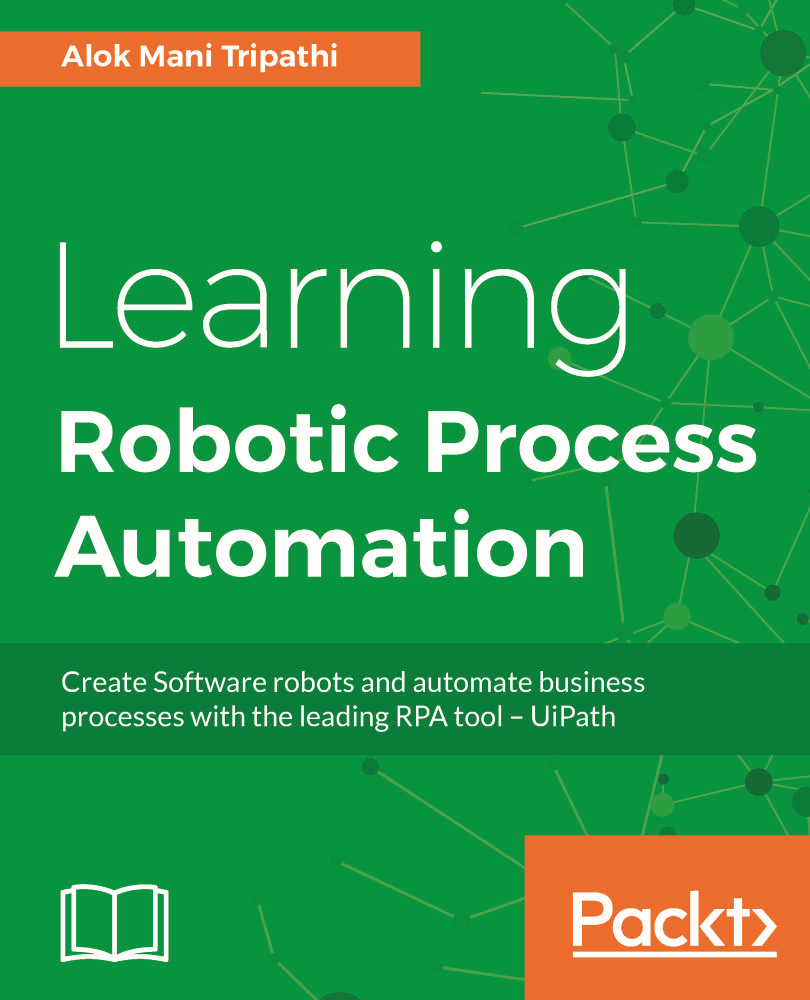 Alok Mani Tripathi
Learning
Robotic Process
Automation
Create Software robots and automate business
processes with the leading RPA tool – UiPath
Packt>